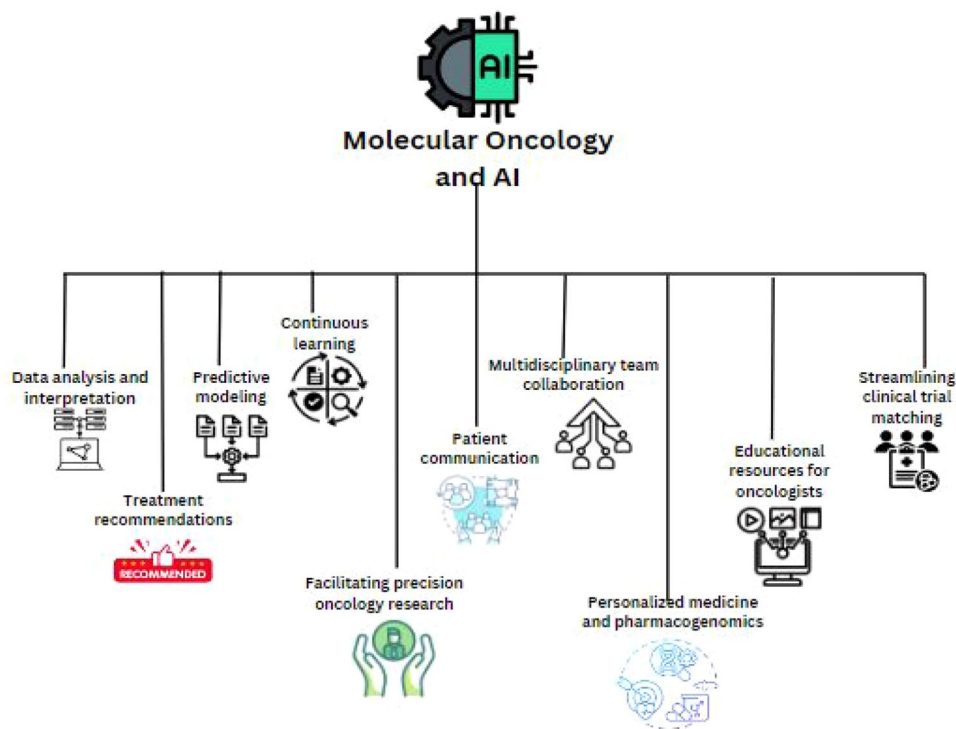 AI
Molecular Oncology
and AI
Data analysis and
interpretation
Treatment
recommendations
RECOMMENDED
Predictive
modeling
Continuous
learning
Facilitating precision
oncology research
Patient
communication
Multidisciplinary team
collaboration
Personalized medicine
and pharmacogenomics
Educational
resources for
oncologists
Streamlining
clinical trial
matching